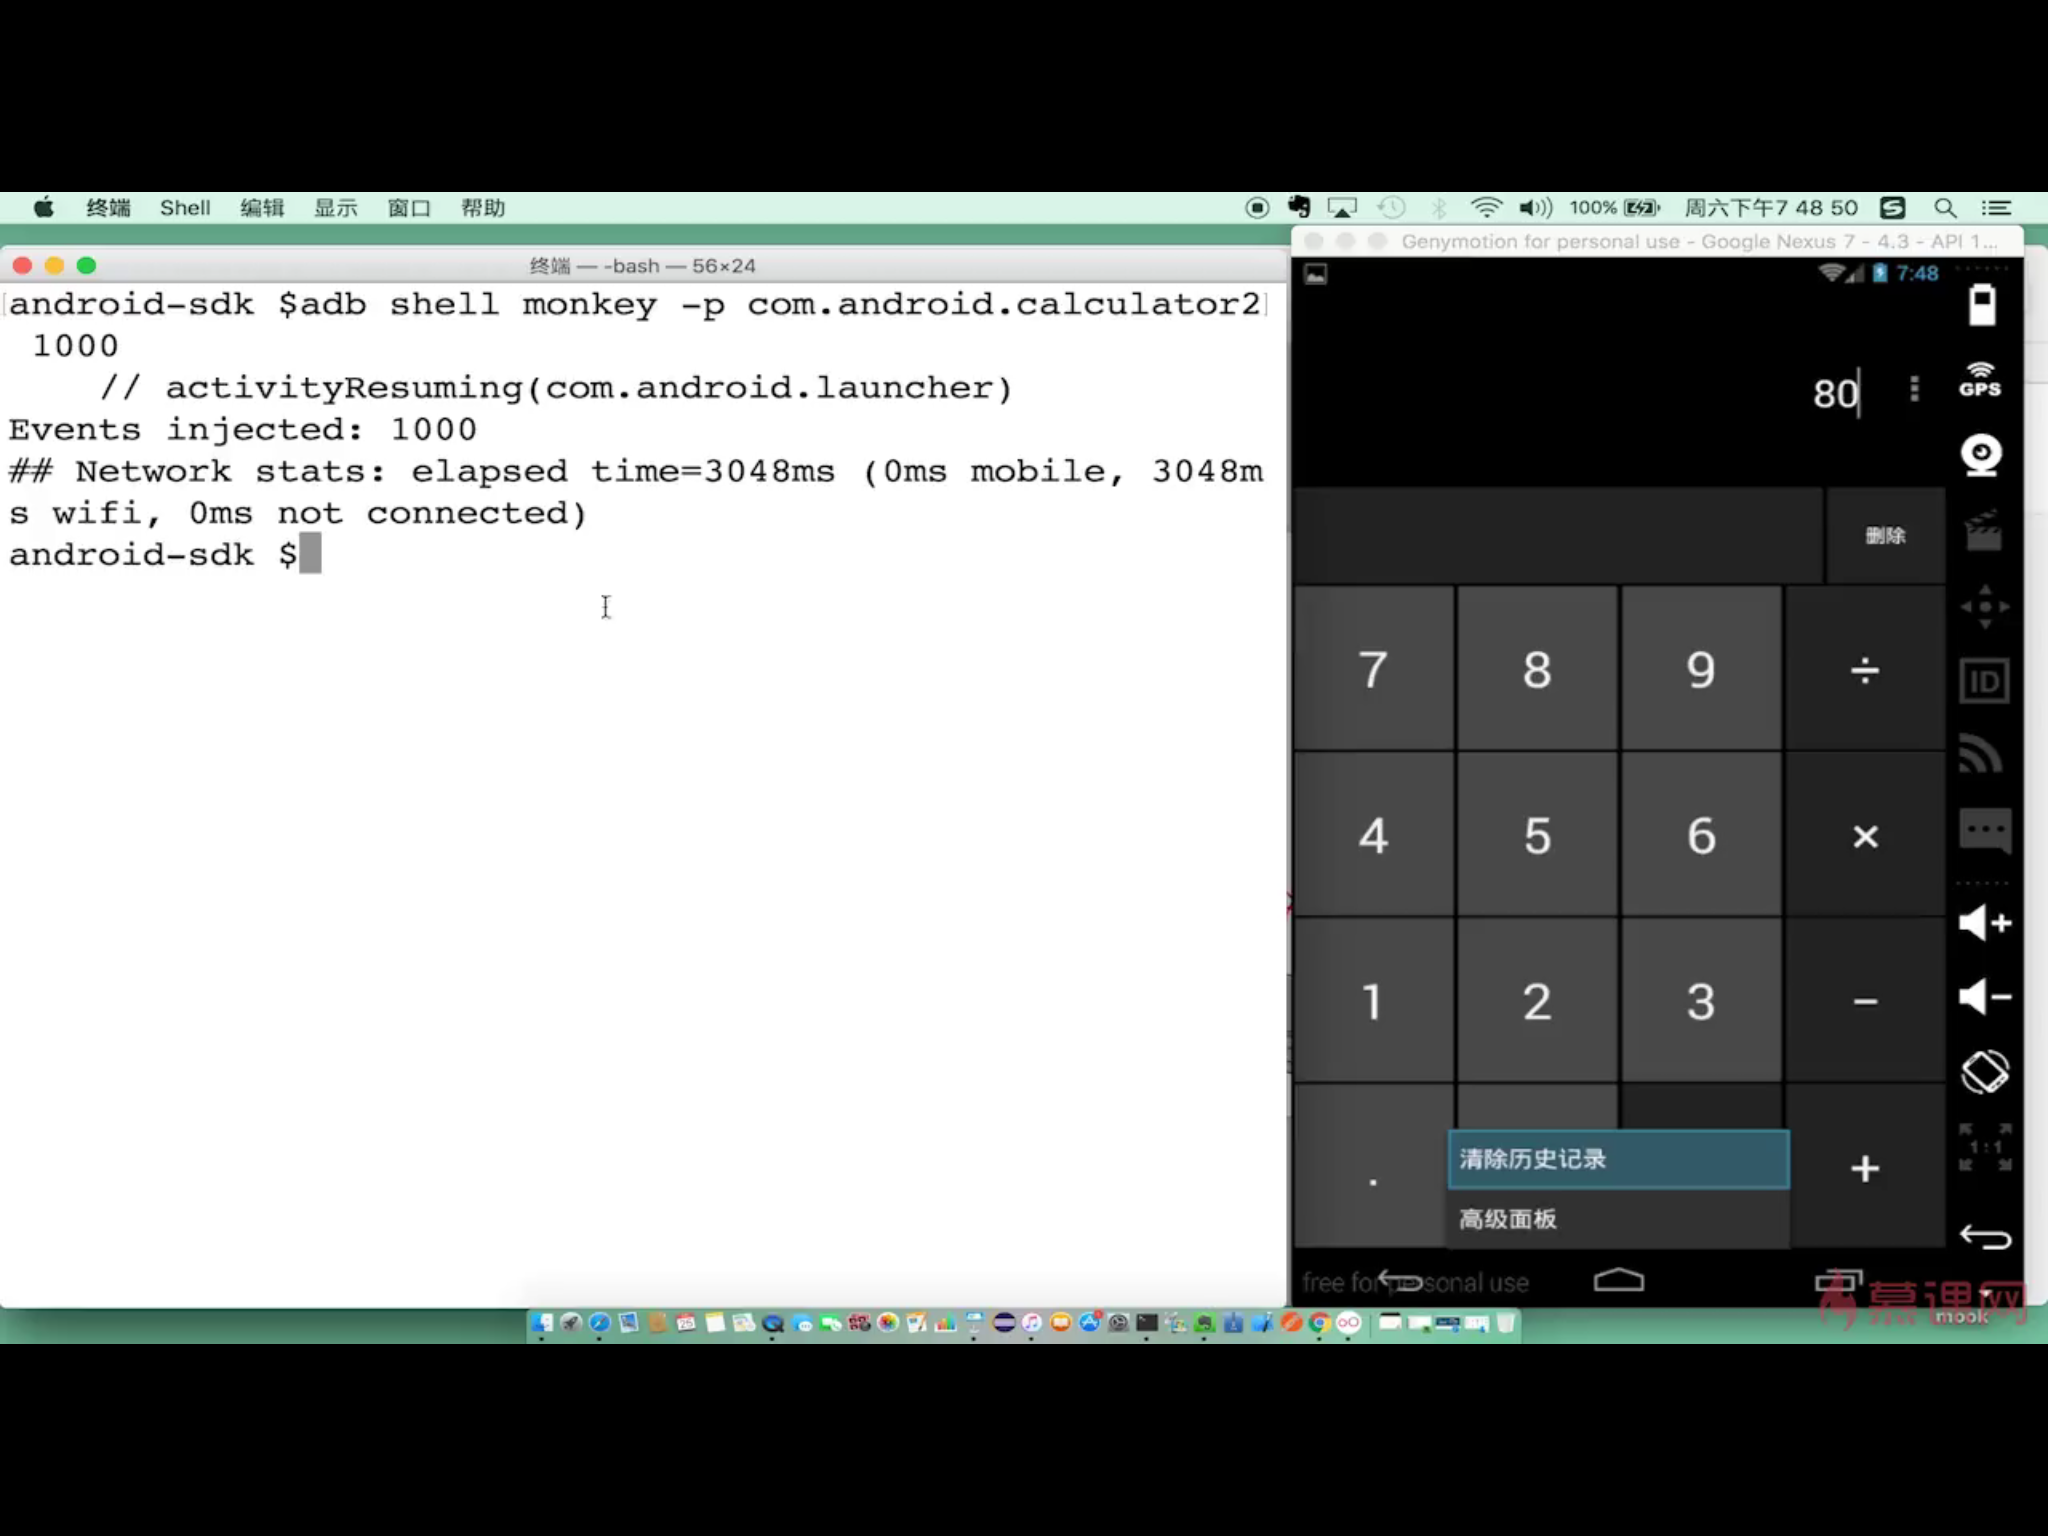 终端 Shell 编辑 显示 窗口 帮助 100% 周六下午7 48 50
终端 — -bash — 56×24
android-sdk $adb shell monkey -p com.android.calculator2
1000
// activityResuming(com.android.launcher)
Events injected: 1000
## Network stats: elapsed time=3048ms (0ms mobile, 3048m
s wifi, 0ms not connected)
android-sdk $
Genymotion for personal use - Google Nexus 7 - 4.3 - API 1...
7:48
80
GPS
删除
7 8 9 ÷
ID
4 5 6 ×
1 2 3 −
. +
1:1
清除历史记录
高级面板
free for personal use
慕课网